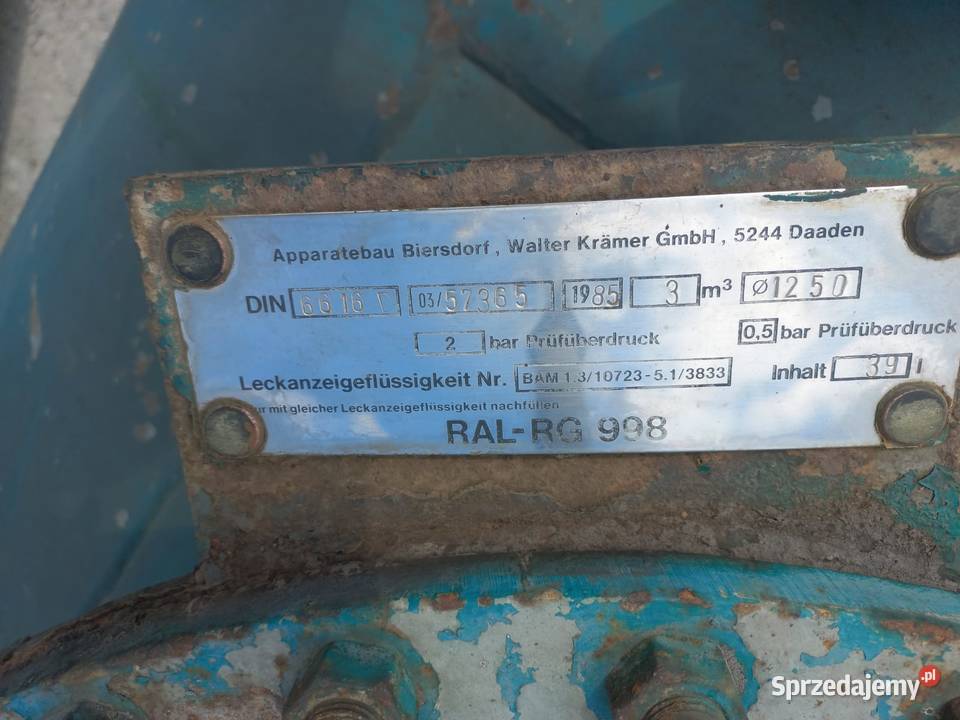 Apparatebau Biersdorf, Walter Krämer GmbH, 5244 Daaden
DIN 6616 03/57365 1985 3 m³ ø1250
2 bar Prüfüberdruck 0,5 bar Prüfüberdruck
Leckanzeigeflüssigkeit Nr. BAM 1.3/10723-5.1/3833 Inhalt 39 l
nur mit gleicher Leckanzeigeflüssigkeit nachfüllen
RAL-RG 998
Sprzedajemy.pl